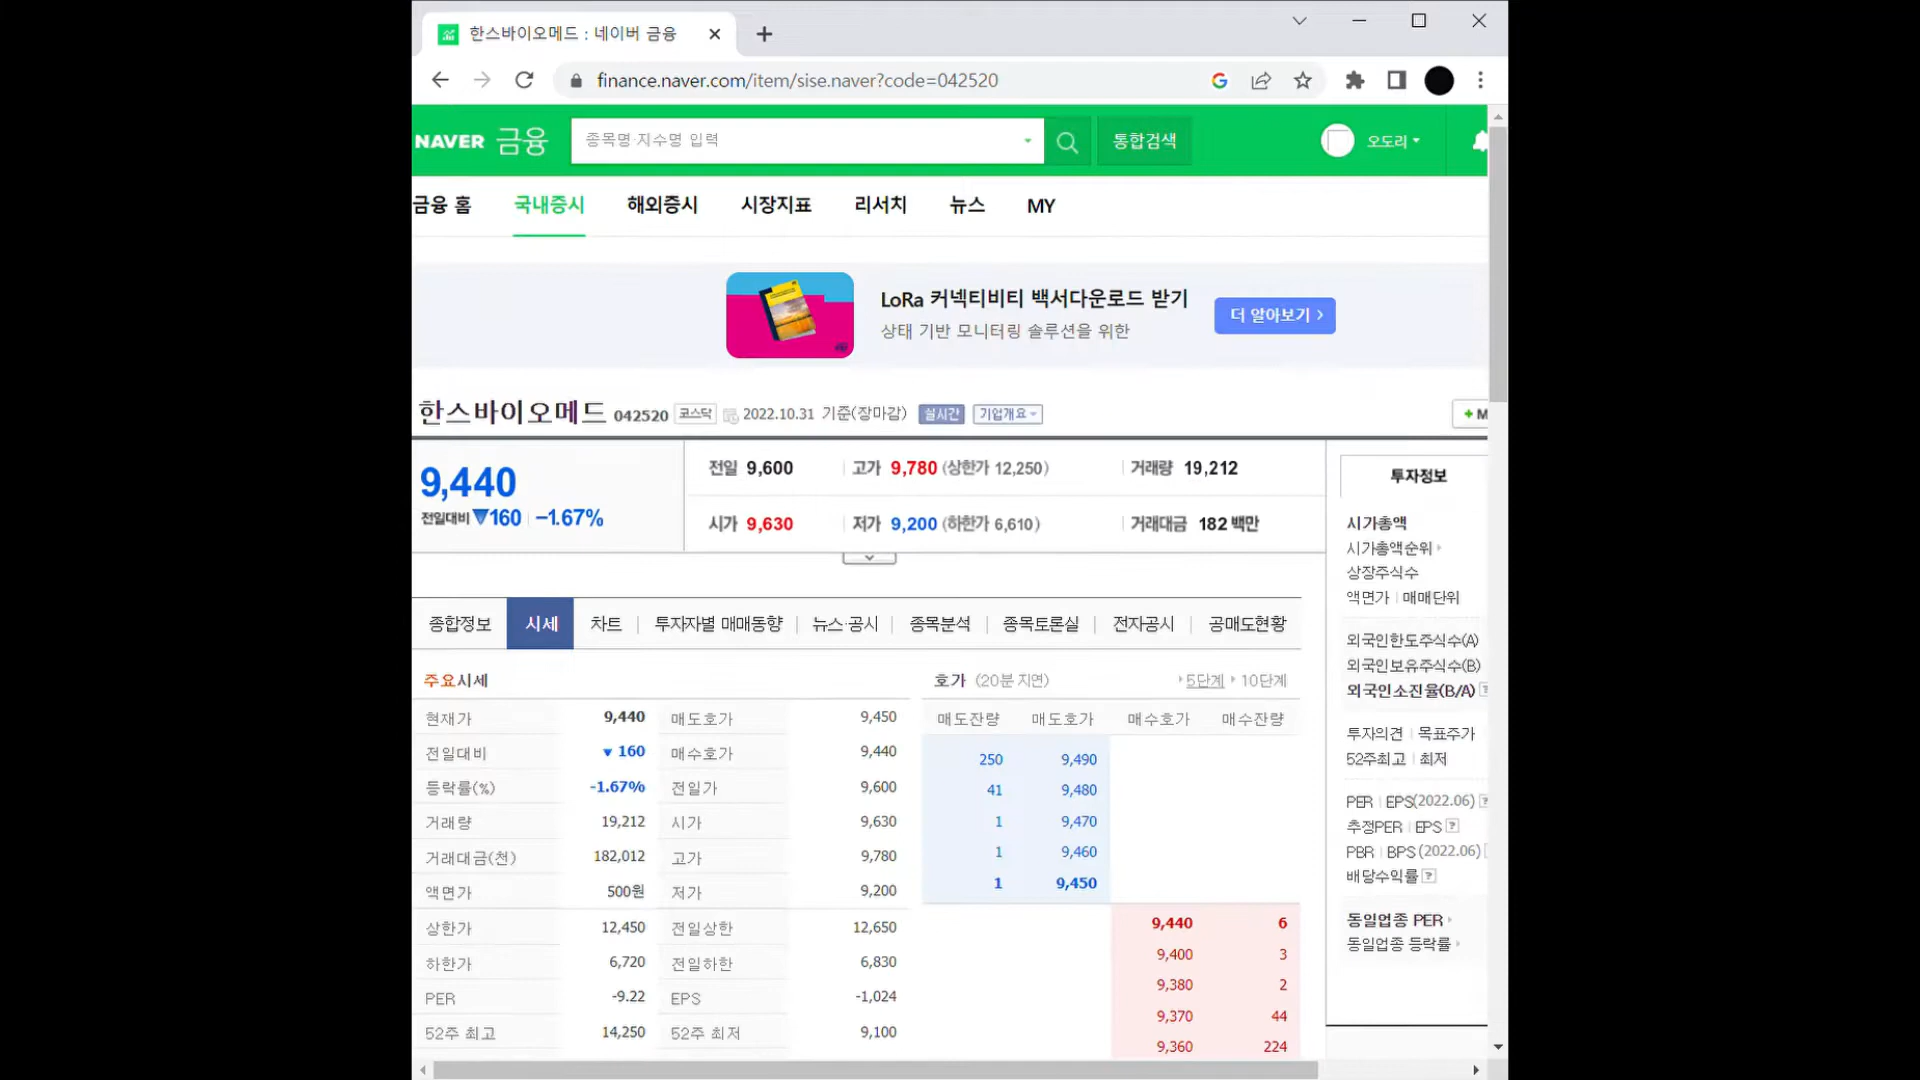 한스바이오메드 : 네이버 금융
finance.naver.com/item/sise.naver?code=042520
NAVER 금융 종목명·지수명 입력 통합검색 오도리
금융 홈 국내증시 해외증시 시장지표 리서치 뉴스 MY
LoRa 커넥티비티 백서다운로드 받기
상태 기반 모니터링 솔루션을 위한
더 알아보기 >
한스바이오메드 042520 코스닥 2022.10.31 기준(장마감) 실시간 기업개요 + M
9,440
전일대비 ▼160 -1.67%
전일 9,600 고가 9,780 (상한가 12,250) 거래량 19,212
시가 9,630 저가 9,200 (하한가 6,610) 거래대금 182 백만
종합정보 시세 차트 투자자별 매매동향 뉴스·공시 종목분석 종목토론실 전자공시 공매도현황
주요시세
현재가 9,440 매도호가 9,450
전일대비 ▼ 160 매수호가 9,440
등락률(%) -1.67% 전일가 9,600
거래량 19,212 시가 9,630
거래대금(천) 182,012 고가 9,780
액면가 500원 저가 9,200
상한가 12,450 전일상한 12,650
하한가 6,720 전일하한 6,830
PER -9.22 EPS -1,024
52주 최고 14,250 52주 최저 9,100
호가 (20분 지연) 5단계 10단계
매도잔량 매도호가 매수호가 매수잔량
250 9,490
41 9,480
1 9,470
1 9,460
1 9,450
9,440 6
9,400 3
9,380 2
9,370 44
9,360 224
투자정보
시가총액
시가총액순위
상장주식수
액면가 | 매매단위
외국인한도주식수(A)
외국인보유주식수(B)
외국인소진율(B/A) ?
투자의견 | 목표주가
52주최고 | 최저
PER | EPS(2022.06) ?
추정PER | EPS ?
PBR | BPS (2022.06)
배당수익률 ?
동일업종 PER
동일업종 등락률